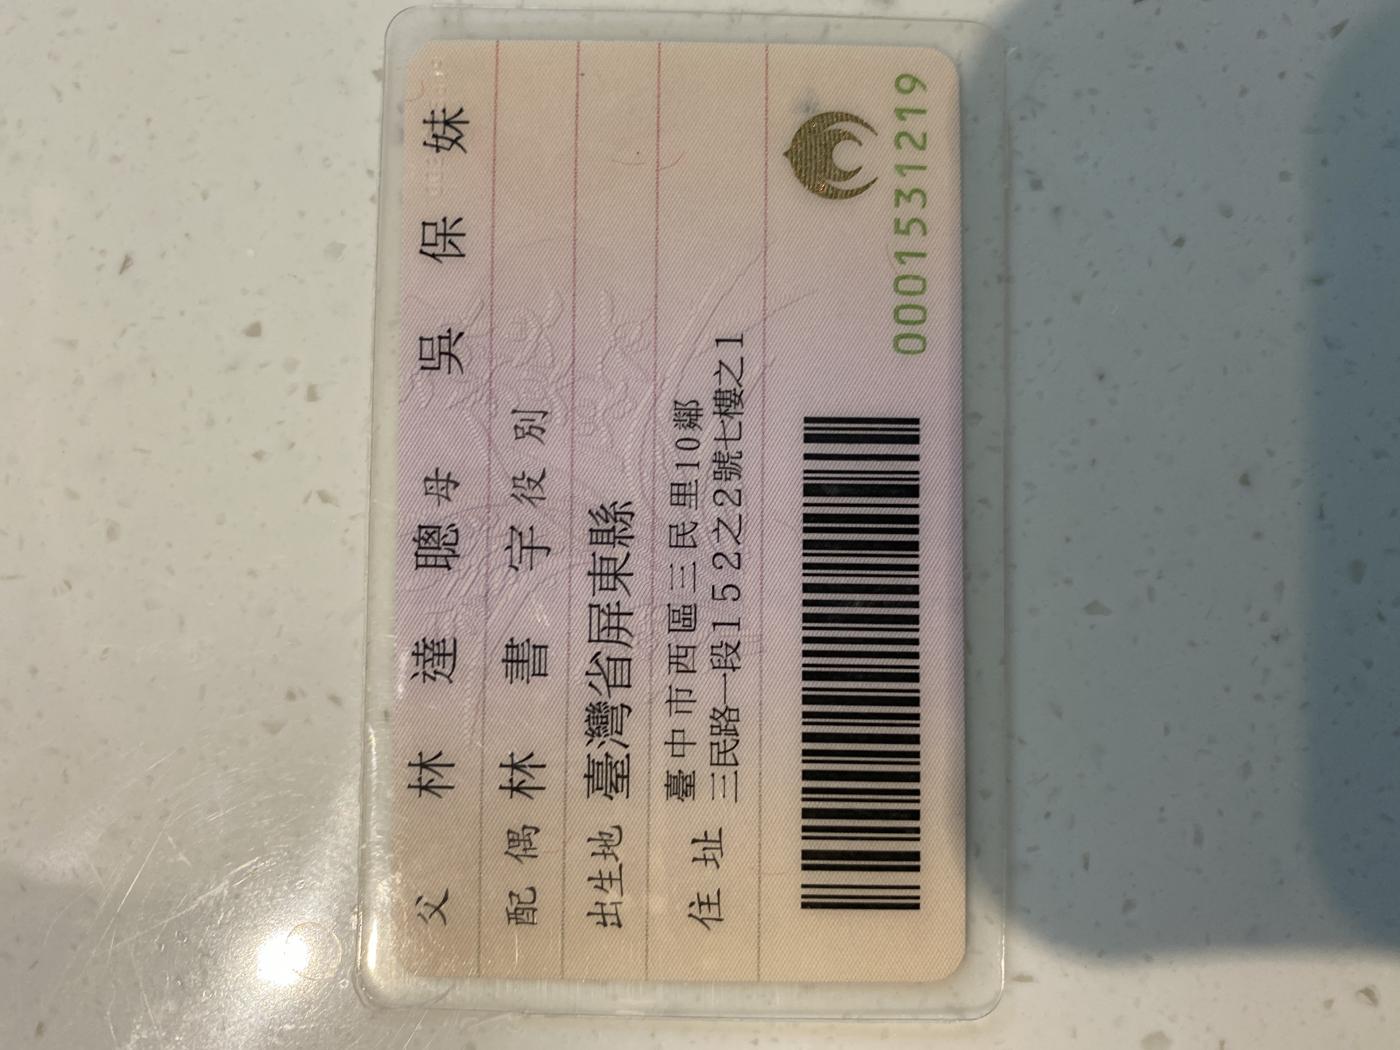 父 林達聰 母 吳保妹
配偶 林書宇 役別
出生地 臺灣省屏東縣
住址 臺中市西區三民里10鄰
三民路一段152之2號七樓之1
0001531219